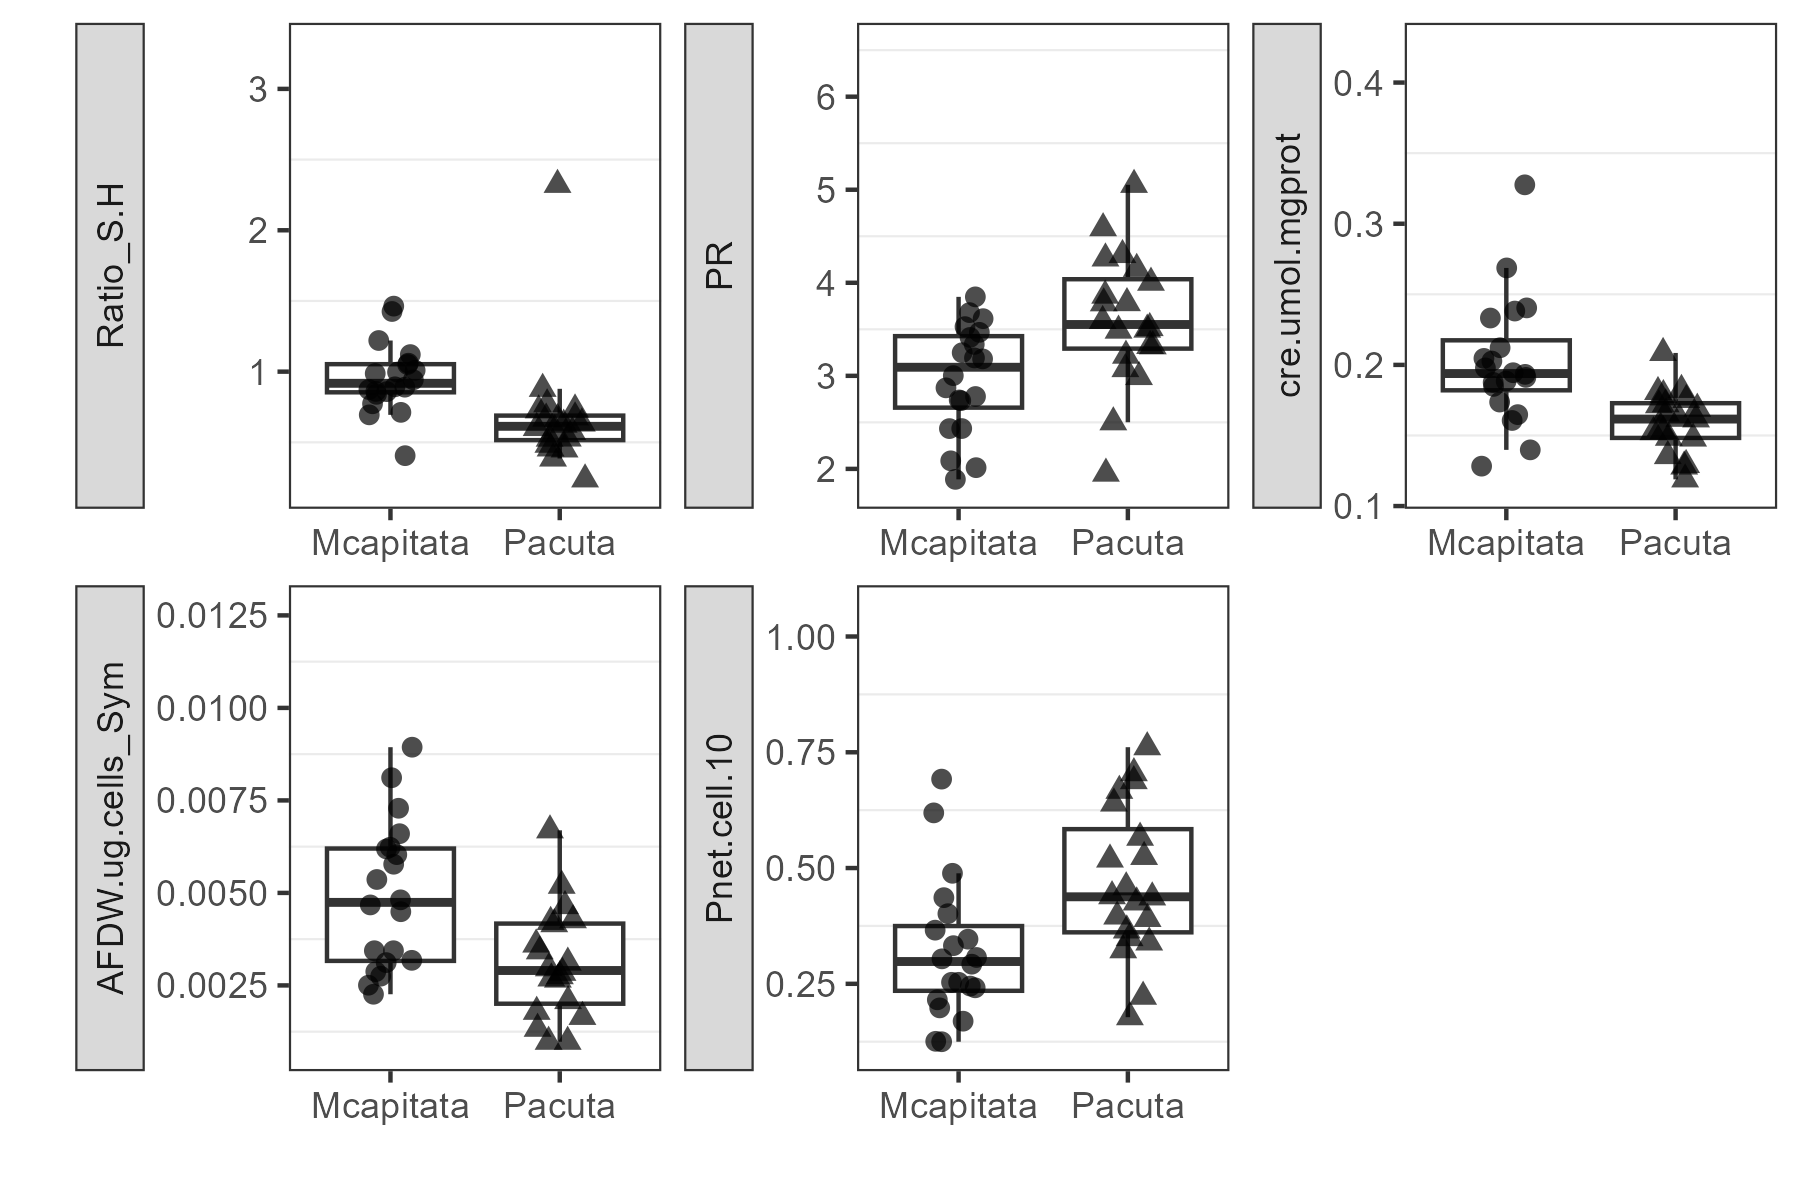 Ratio_S.H
3
2
1
Mcapitata Pacuta
PR
6
5
4
3
2
Mcapitata Pacuta
cre.umol.mgprot
0.4
0.3
0.2
0.1
Mcapitata Pacuta
AFDW.ug.cells_Sym
0.0125
0.0100
0.0075
0.0050
0.0025
Mcapitata Pacuta
Pnet.cell.10
1.00
0.75
0.50
0.25
Mcapitata Pacuta